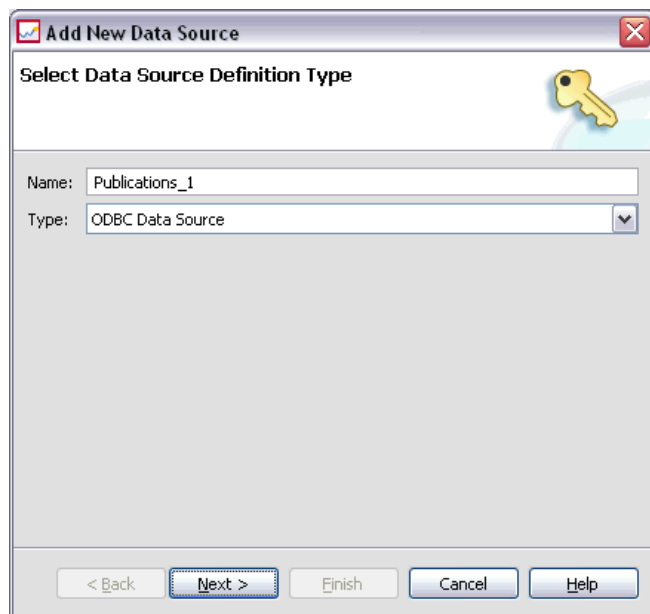 Add New Data Source
Select Data Source Definition Type
Name: Publications_1
Type: ODBC Data Source
< Back Next > Finish Cancel Help